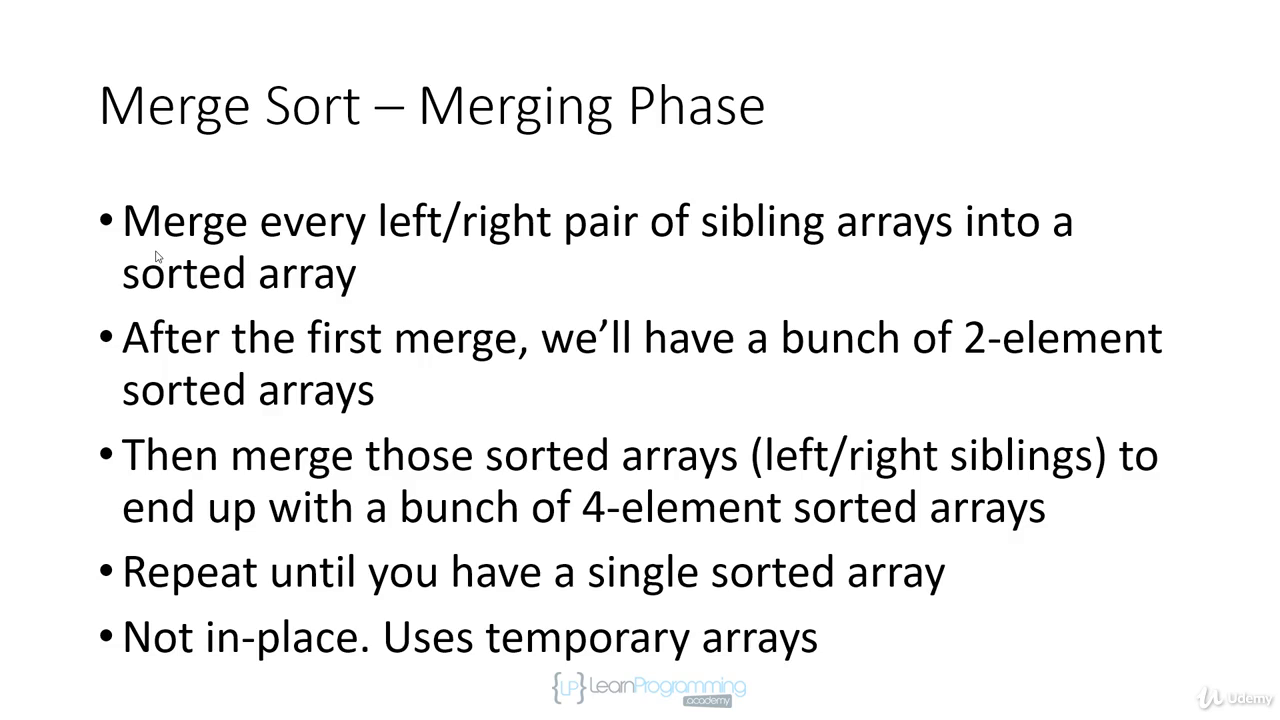 Merge Sort – Merging Phase
• Merge every left/right pair of sibling arrays into a
sorted array
• After the first merge, we’ll have a bunch of 2-element
sorted arrays
• Then merge those sorted arrays (left/right siblings) to
end up with a bunch of 4-element sorted arrays
• Repeat until you have a single sorted array
• Not in-place. Uses temporary arrays
{LP} LearnProgramming
academy
Udemy